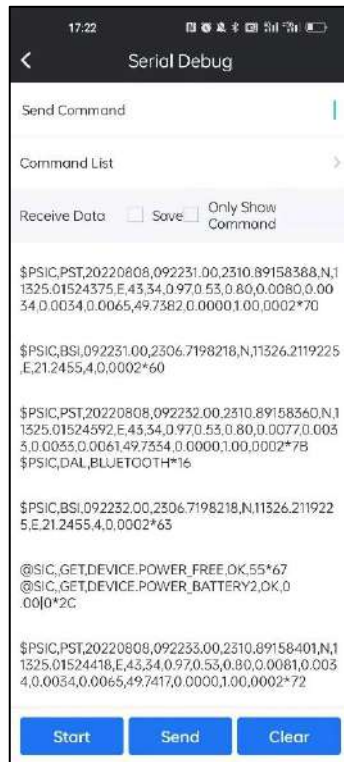 17:22
Serial Debug
Send Command
Command List
Receive Data Save Only Show
Command
$PSIC,PST,20220808,092231.00,2310.89158388,N,1
1325.01524375,E,43,34,0.97,0.53,0.80,0.0080,0.00
34,0.0034,0.0065,49.7382,0.0000,1.00,0002*70
$PSIC,BSI,092231.00,2306.7198218,N,11326.2119225
,E,21.2455,4,0,0002*60
$PSIC,PST,20220808,092232.00,2310.89158360,N,1
1325.01524592,E,43,34,0.97,0.53,0.80,0.0077,0.003
3,0.0033,0.0061,49.7334,0.0000,1.00,0002*7B
$PSIC,DAL,BLUETOOTH*16
$PSIC,BSI,092232.00,2306.7198218,N,11326.211922
5,E,21.2455,4,0,0002*63
@SIC,,GET,DEVICE.POWER_FREE,OK,55*67
@SIC,,GET,DEVICE.POWER_BATTERY2,OK,0
.00|0*2C
$PSIC,PST,20220808,092233.00,2310.89158401,N,1
1325.01524418,E,43,34,0.97,0.53,0.80,0.0081,0.003
4,0.0034,0.0065,49.7417,0.0000,1.00,0002*72
Start Send Clear